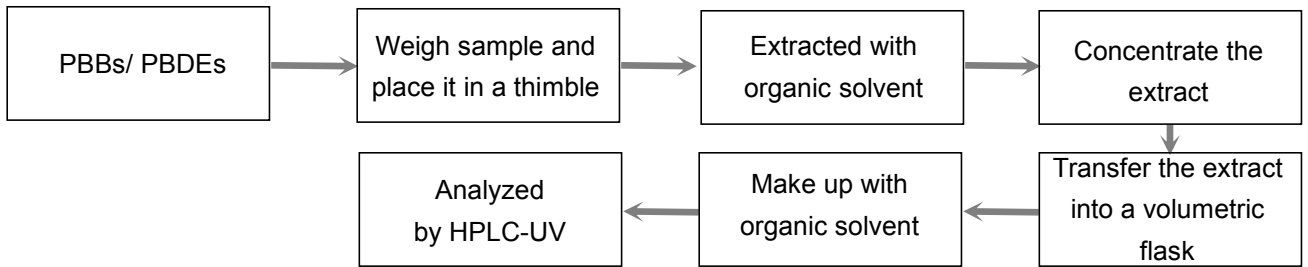 PBBs/ PBDEs
Weigh sample and
place it in a thimble
Extracted with
organic solvent
Concentrate the
extract
Transfer the extract
into a volumetric
flask
Make up with
organic solvent
Analyzed
by HPLC-UV